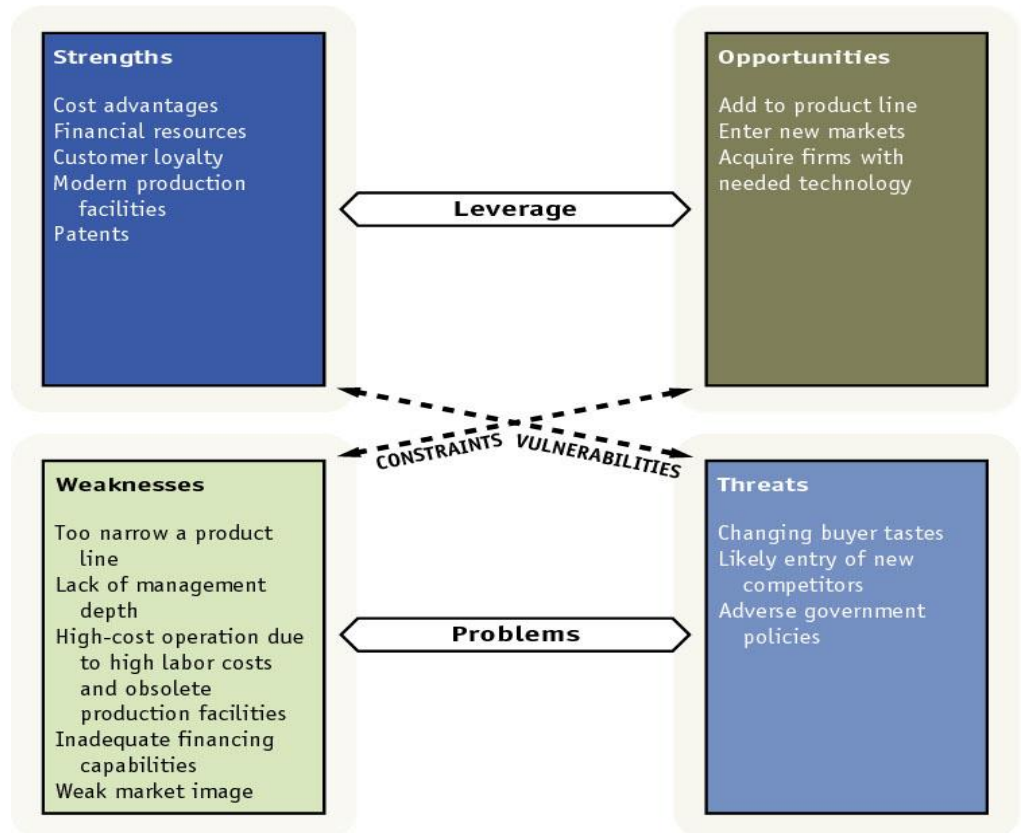 Strengths
Cost advantages
Financial resources
Customer loyalty
Modern production
facilities
Patents
Opportunities
Add to product line
Enter new markets
Acquire firms with
needed technology
Leverage
CONSTRAINTS
VULNERABILITIES
Weaknesses
Too narrow a product
line
Lack of management
depth
High-cost operation due
to high labor costs
and obsolete
production facilities
Inadequate financing
capabilities
Weak market image
Problems
Threats
Changing buyer tastes
Likely entry of new
competitors
Adverse government
policies